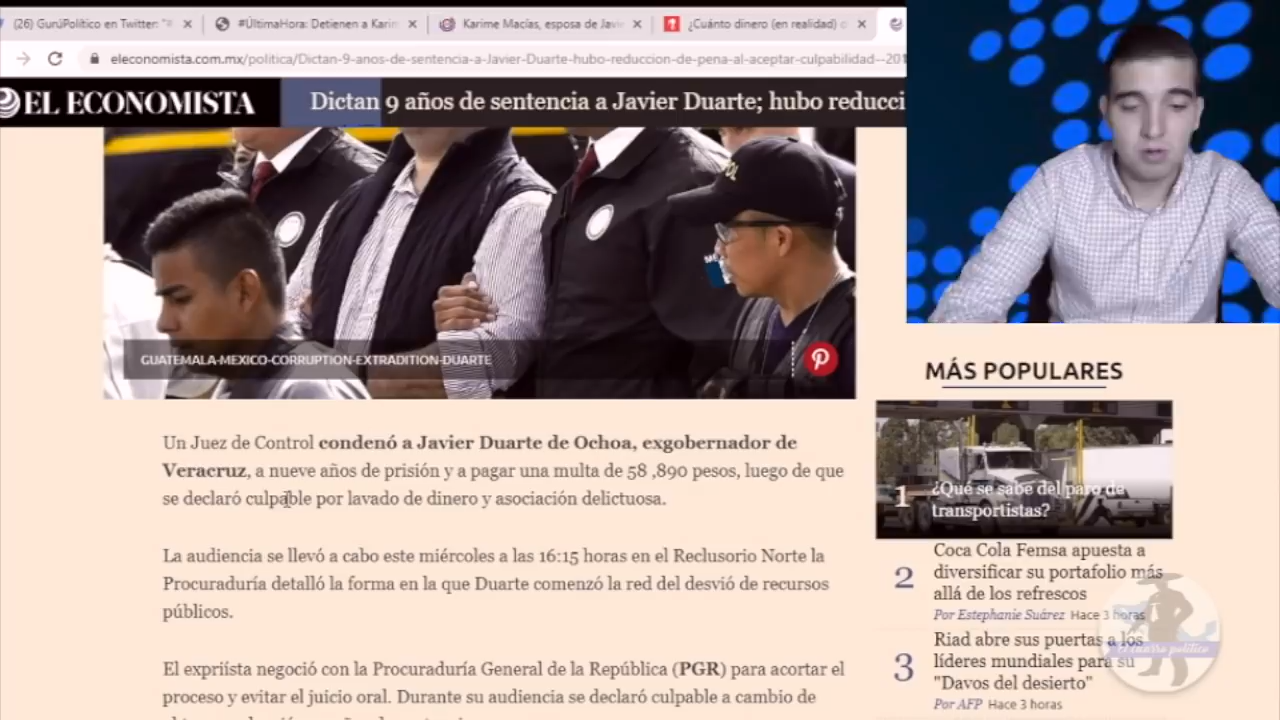 (26) GurúPolítico en Twitter: "#
#ÚltimaHora: Detienen a Karim
Karime Macías, esposa de Javie
¿Cuánto dinero (en realidad) o
eleconomista.com.mx/politica/Dictan-9-anos-de-sentencia-a-Javier-Duarte-hubo-reduccion-de-pena-al-aceptar-culpabilidad--201
EL ECONOMISTA
Dictan 9 años de sentencia a Javier Duarte; hubo reducci
GUATEMALA-MEXICO-CORRUPTION-EXTRADITION-DUARTE
Un Juez de Control condenó a Javier Duarte de Ochoa, exgobernador de
Veracruz, a nueve años de prisión y a pagar una multa de 58 ,890 pesos, luego de que
se declaró culpable por lavado de dinero y asociación delictuosa.
La audiencia se llevó a cabo este miércoles a las 16:15 horas en el Reclusorio Norte la
Procuraduría detalló la forma en la que Duarte comenzó la red del desvió de recursos
públicos.
El expriísta negoció con la Procuraduría General de la República (PGR) para acortar el
proceso y evitar el juicio oral. Durante su audiencia se declaró culpable a cambio de
MÁS POPULARES
1 ¿Qué se sabe del paro de
transportistas?
2 Coca Cola Femsa apuesta a
diversificar su portafolio más
allá de los refrescos
Por Estephanie Suárez Hace 3 horas
3 Riad abre sus puertas a los
líderes mundiales para su
"Davos del desierto"
Por AFP Hace 3 horas